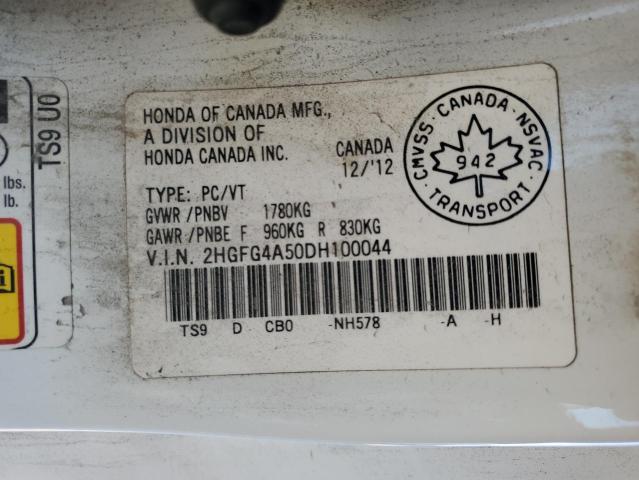 HONDA OF CANADA MFG.,
A DIVISION OF
HONDA CANADA INC.
CANADA
12/'12
TYPE: PC/VT
GVWR/PNBV 1780KG
GAWR/PNBE F 960KG R 830KG
V.I.N. 2HGFG4A50DH100044
TS9 D CB0 -NH578 -A -H
CMVSS · CANADA · NSVAC · TRANSPORT ·
942
TS9 U0
lbs.
lb.